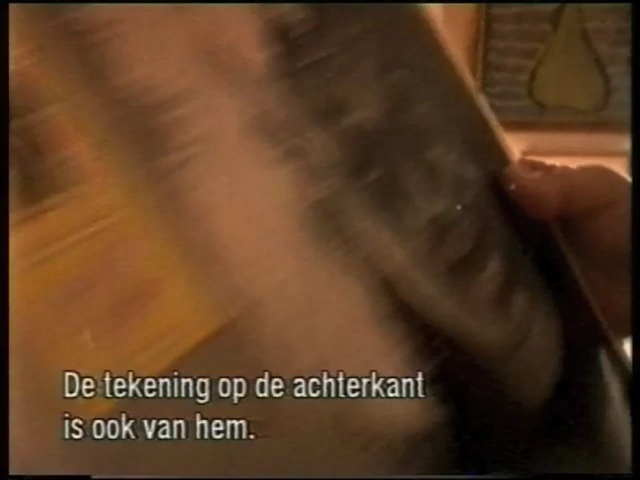 De tekening op de achterkant
is ook van hem.